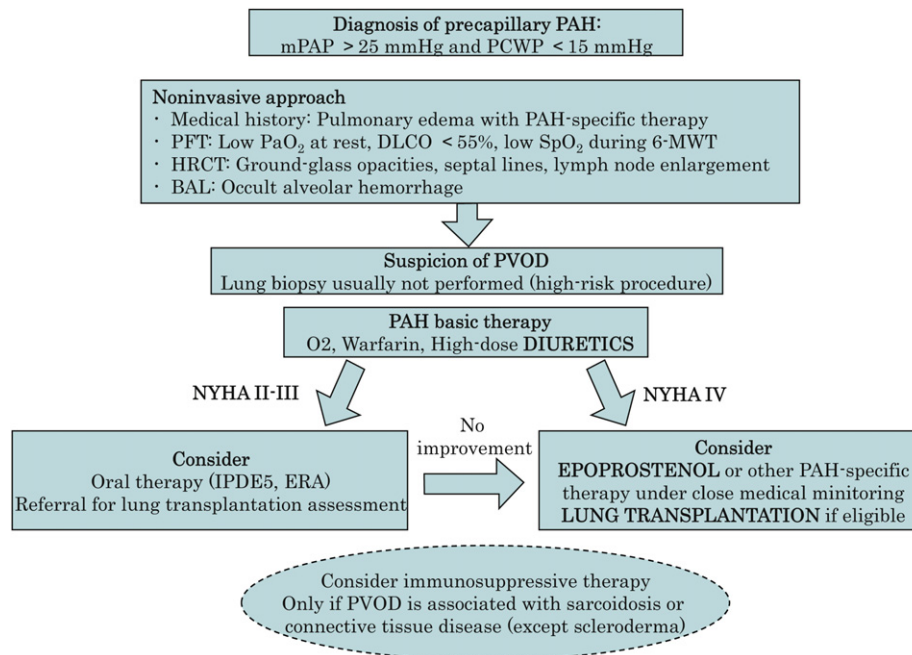 Diagnosis of precapillary PAH:
mPAP > 25 mmHg and PCWP < 15 mmHg
Noninvasive approach
・ Medical history: Pulmonary edema with PAH-specific therapy
・ PFT: Low PaO₂ at rest, DLCO < 55%, low SpO₂ during 6-MWT
・ HRCT: Ground-glass opacities, septal lines, lymph node enlargement
・ BAL: Occult alveolar hemorrhage
Suspicion of PVOD
Lung biopsy usually not performed (high-risk procedure)
PAH basic therapy
O2, Warfarin, High-dose DIURETICS
NYHA II-III
NYHA IV
No
improvement
Consider
Oral therapy (IPDE5, ERA)
Referral for lung transplantation assessment
Consider
EPOPROSTENOL or other PAH-specific
therapy under close medical minitoring
LUNG TRANSPLANTATION if eligible
Consider immunosuppressive therapy
Only if PVOD is associated with sarcoidosis or
connective tissue disease (except scleroderma)